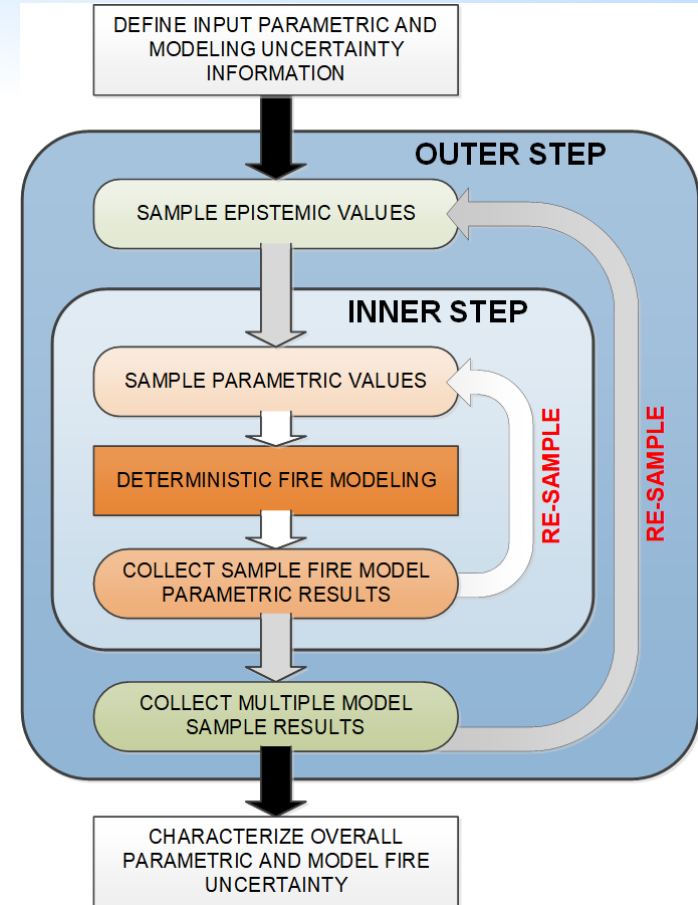 DEFINE INPUT PARAMETRIC AND
MODELING UNCERTAINTY
INFORMATION
OUTER STEP
SAMPLE EPISTEMIC VALUES
INNER STEP
SAMPLE PARAMETRIC VALUES
DETERMINISTIC FIRE MODELING
COLLECT SAMPLE FIRE MODEL
PARAMETRIC RESULTS
RE-SAMPLE
RE-SAMPLE
COLLECT MULTIPLE MODEL
SAMPLE RESULTS
CHARACTERIZE OVERALL
PARAMETRIC AND MODEL FIRE
UNCERTAINTY